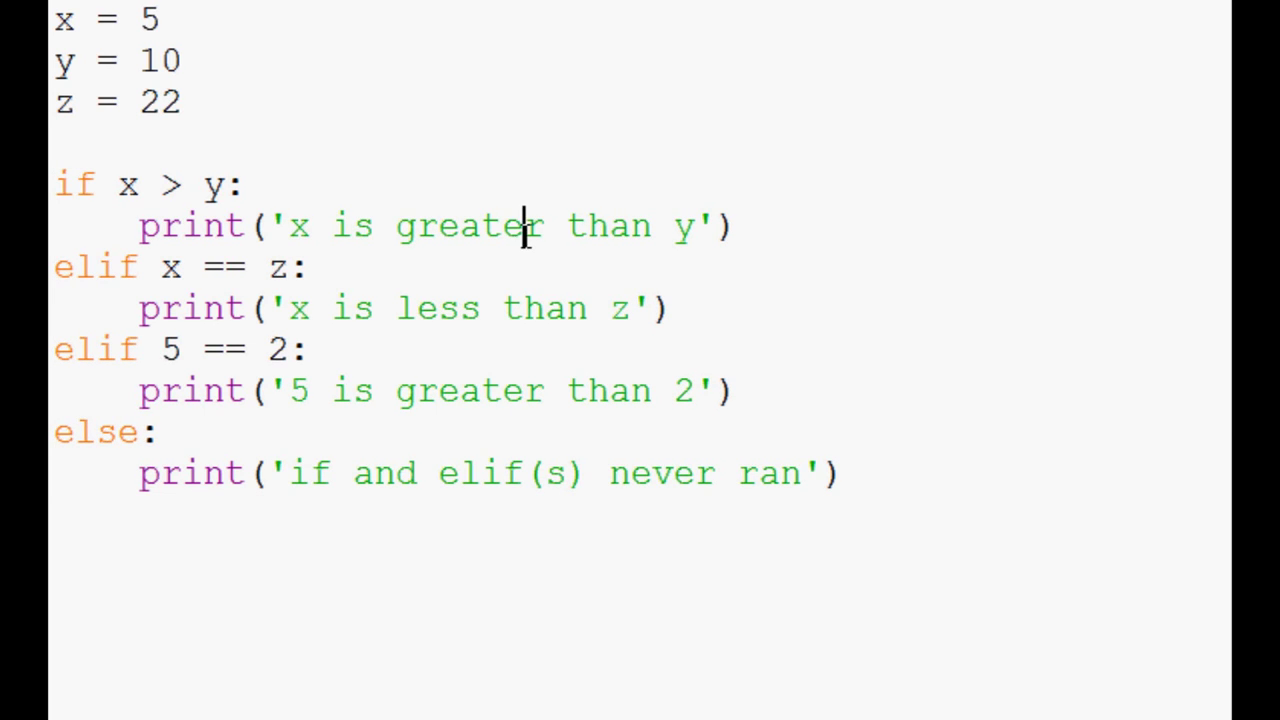 x = 5
y = 10
z = 22

if x > y:
    print('x is greater than y')
elif x == z:
    print('x is less than z')
elif 5 == 2:
    print('5 is greater than 2')
else:
    print('if and elif(s) never ran')